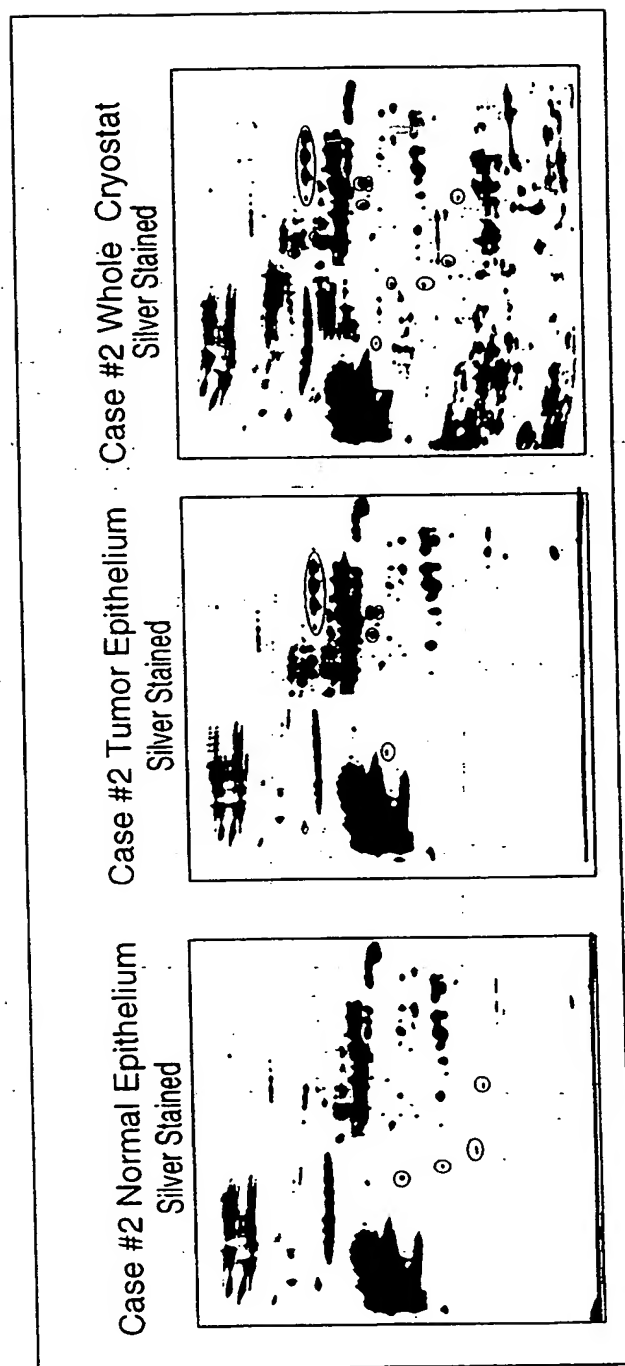 Case #2 Normal Epithelium
Silver Stained
Case #2 Tumor Epithelium
Silver Stained
Case #2 Whole Cryostat
Silver Stained